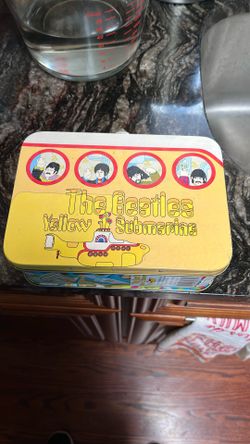 The Beatles
Yellow Submarine